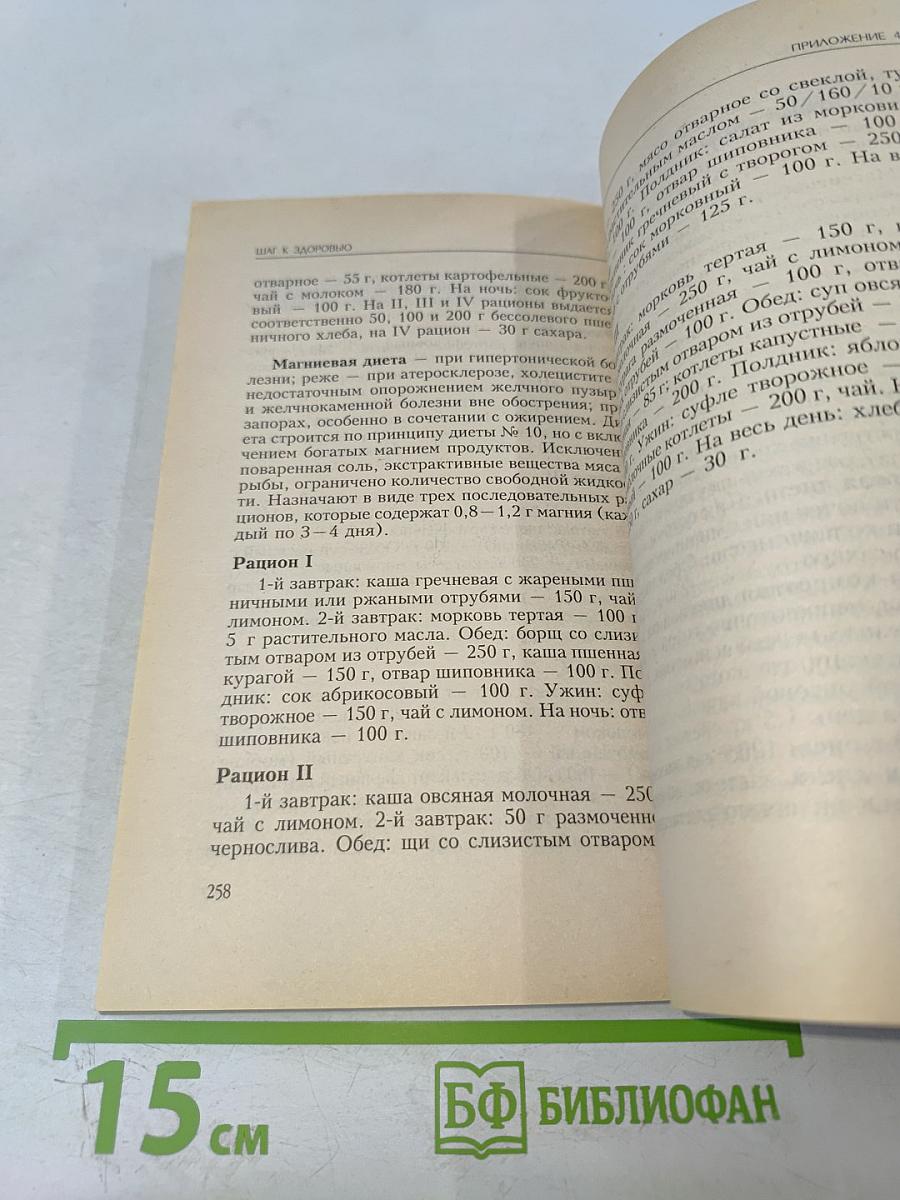 ШАГ К ЗДОРОВЬЮ
отварное — 55 г, котлеты картофельные — 200 г
чай с молоком — 180 г. На ночь: сок фрукто
вый — 100 г. На II, III и IV рационы выдается
соответственно 50, 100 и 200 г бессолевого пше
ничного хлеба, на IV рацион — 30 г сахара.
Магниевая диета — при гипертонической бо
лезни; реже — при атеросклерозе, холецистите
недостаточным опорожнением желчного пузыр
и желчнокаменной болезни вне обострения; пр
запорах, особенно в сочетании с ожирением. Ди
ета строится по принципу диеты № 10, но с вклю
чением богатых магнием продуктов. Исключен
поваренная соль, экстрактивные вещества мяса
рыбы, ограничено количество свободной жидко
ти. Назначают в виде трех последовательных р
ционов, которые содержат 0,8—1,2 г магния (ка
дый по 3—4 дня).
Рацион I
1-й завтрак: каша гречневая с жареными пш
ничными или ржаными отрубями — 150 г, чай
лимоном. 2-й завтрак: морковь тертая — 100 г
5 г растительного масла. Обед: борщ со слизи
тым отваром из отрубей — 250 г, каша пшенная
курагой — 150 г, отвар шиповника — 100 г. По
дник: сок абрикосовый — 100 г. Ужин: суф
творожное — 150 г, чай с лимоном. На ночь: отв
шиповника — 100 г.
Рацион II
1-й завтрак: каша овсяная молочная — 250
чай с лимоном. 2-й завтрак: 50 г размоченн
чернослива. Обед: щи со слизистым отваром
258
ПРИЛОЖЕНИЕ 4
250 г, мясо отварное со свеклой, ту
тительным маслом — 50/160/10
100 г. Полдник: салат из моркови
100 г, отвар шиповника — 100
гречневый с творогом — 250
сок морковный — 100 г. На в
с отрубями — 125 г.
морковь тертая — 150 г,
— 250 г, чай с лимоном
размоченная — 100 г, отв
— 100 г. Обед: суп овся
слизистым отваром из отрубей —
— 85 г; котлеты капустные —
— 200 г. Полдник: ябло
г. Ужин: суфле творожное —
котлеты — 200 г, чай. Н
— 100 г. На весь день: хлеб
г, сахар — 30 г.
15 см
БФ БИБЛИОФАН